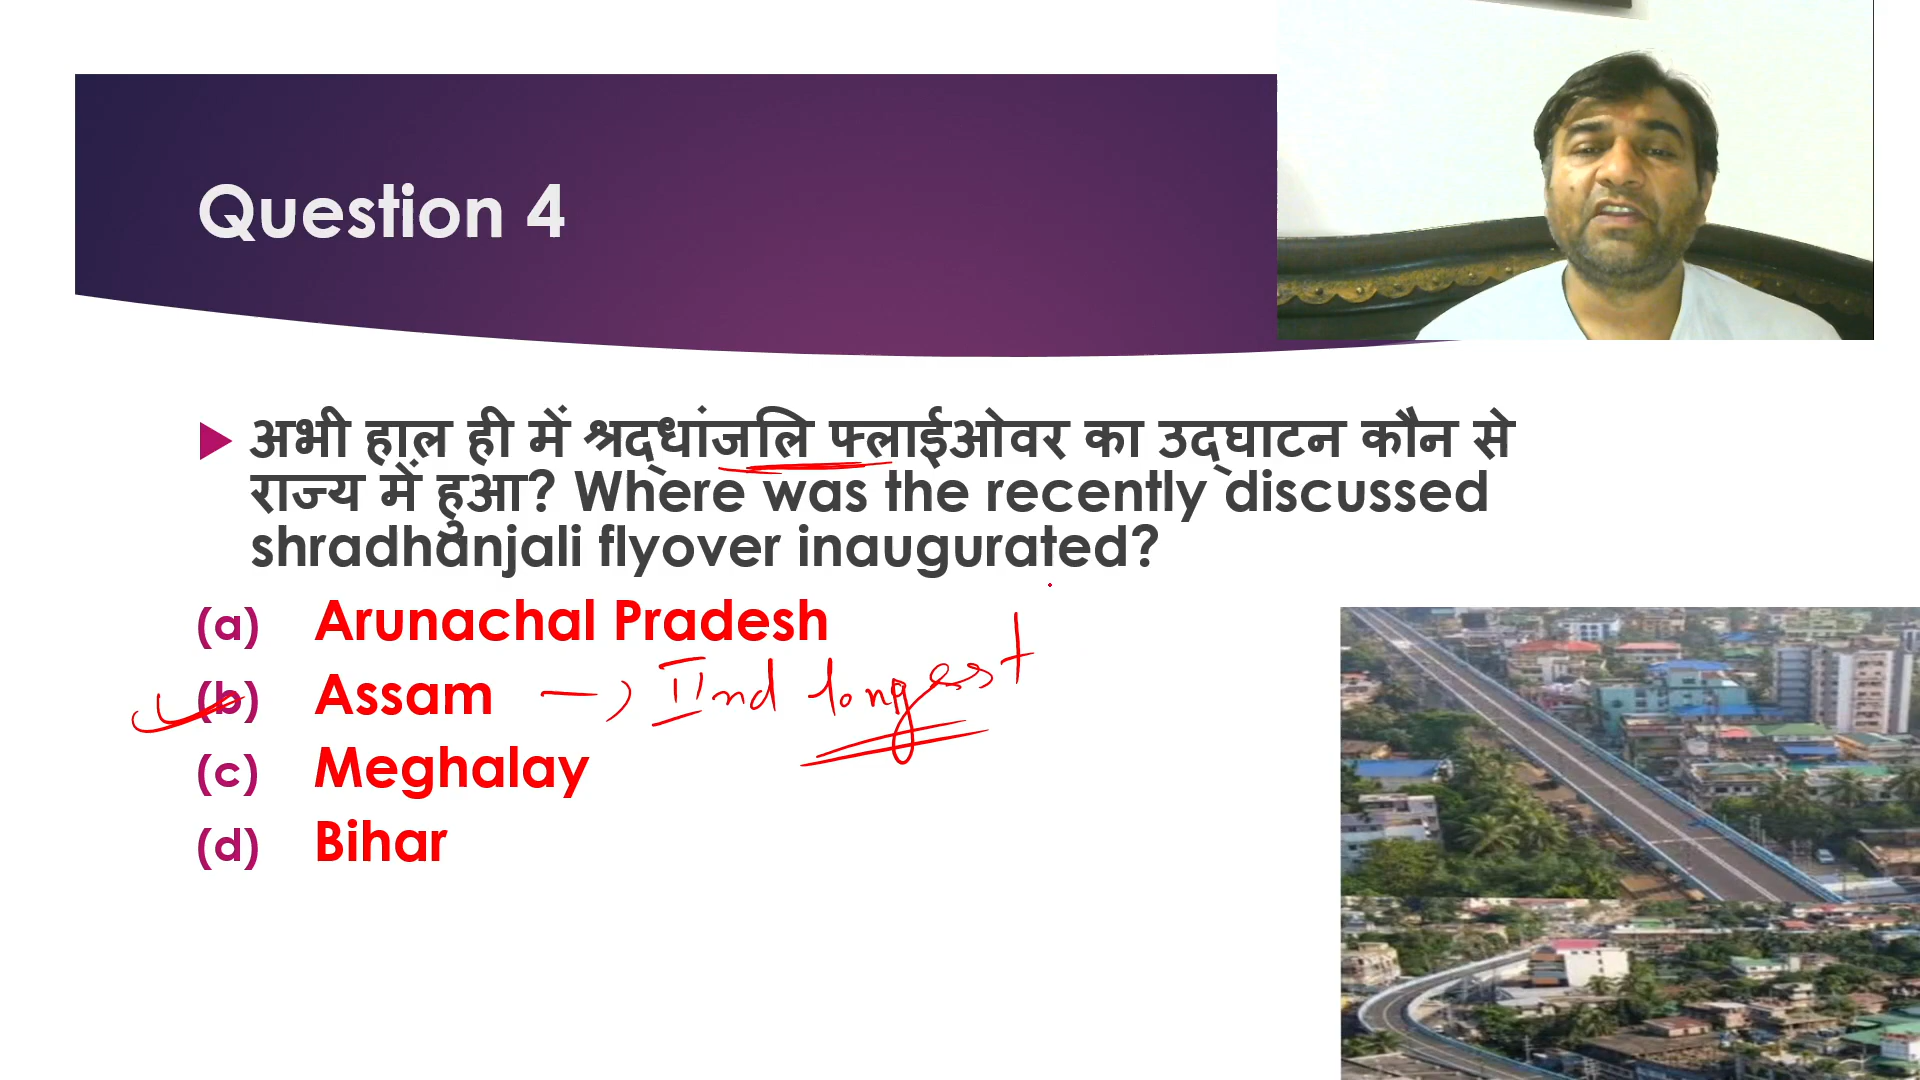 Question 4
अभी हाल ही में श्रद्धांजलि फ्लाईओवर का उद्घाटन कौन से
राज्य में हुआ? Where was the recently discussed
shradhanjali flyover inaugurated?
(a) Arunachal Pradesh
(b) Assam → IInd longest
(c) Meghalay
(d) Bihar